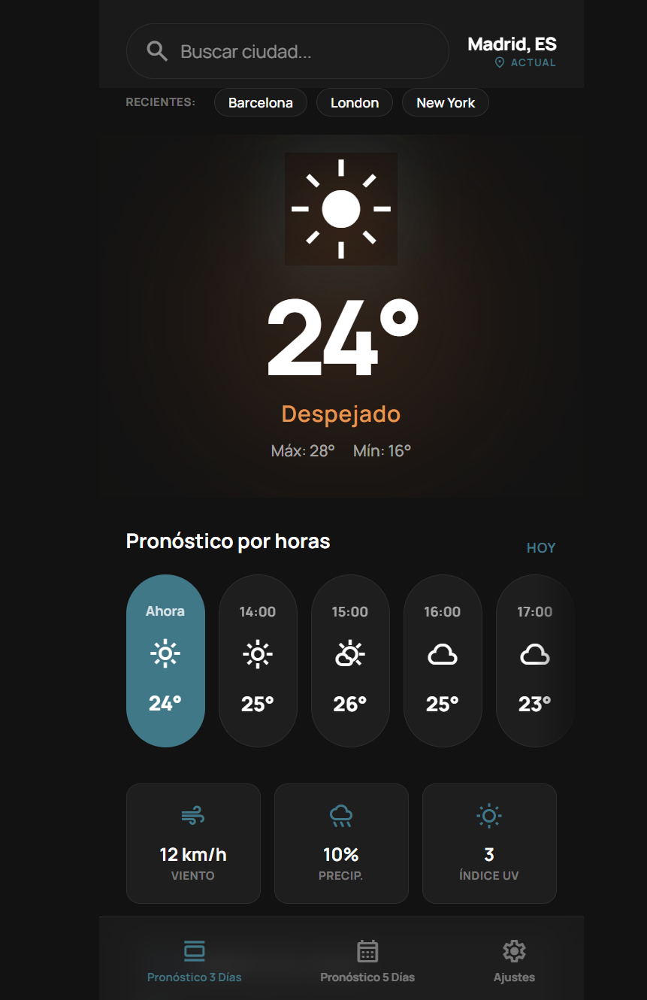 Buscar ciudad...
Madrid, ES
ACTUAL
RECIENTES: Barcelona London New York
24°
Despejado
Máx: 28° Mín: 16°
Pronóstico por horas
HOY
Ahora 14:00 15:00 16:00 17:00
24° 25° 26° 25° 23°
12 km/h 10% 3
VIENTO PRECIP. ÍNDICE UV
Pronóstico 3 Días Pronóstico 5 Días Ajustes